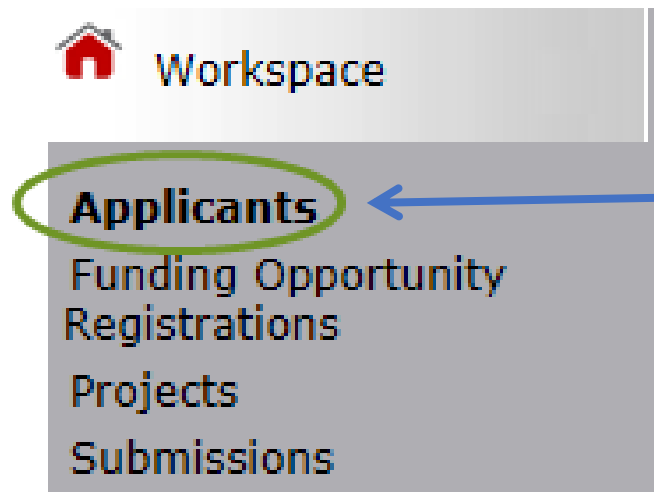 Workspace
Applicants
Funding Opportunity
Registrations
Projects
Submissions